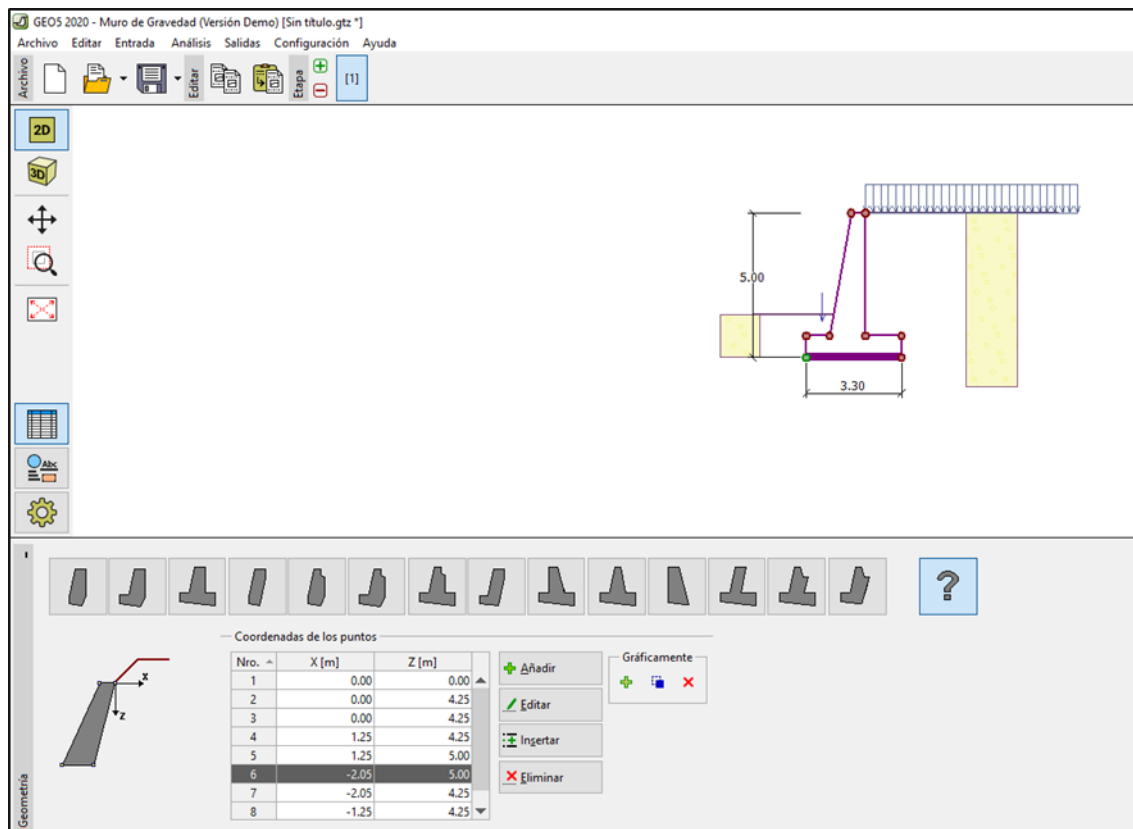 GEO5 2020 - Muro de Gravedad (Versión Demo) [Sin título.gtz *]
Archivo Editar Entrada Análisis Salidas Configuración Ayuda
Archivo
Editar
Etapa
[1]
2D
3D
Abc
5.00
3.30
Geometría
?
Coordenadas de los puntos
Nro. X [m] Z [m]
1 0.00 0.00
2 0.00 4.25
3 0.00 4.25
4 1.25 4.25
5 1.25 5.00
6 -2.05 5.00
7 -2.05 4.25
8 -1.25 4.25
x
z
Añadir
Editar
Insertar
Eliminar
Gráficamente